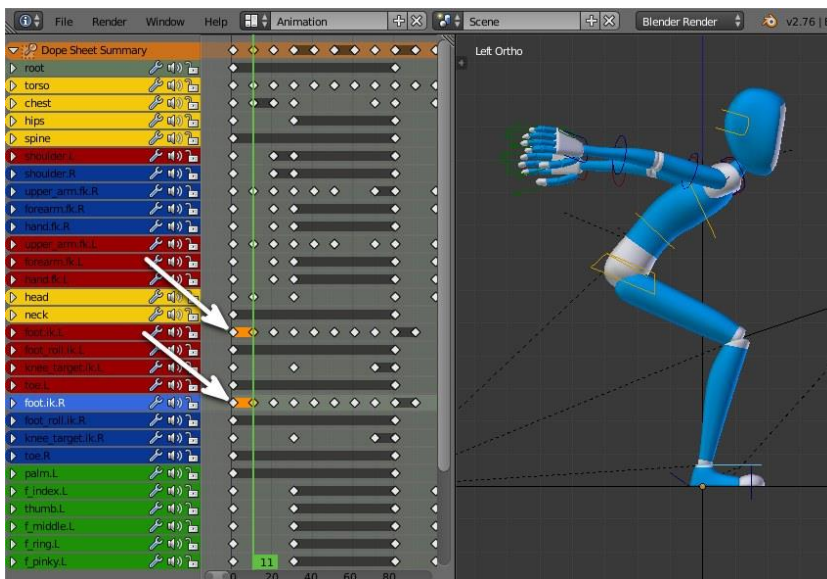 File Render Window Help Animation Scene Blender Render v2.76
Dope Sheet Summary
Left Ortho
root
torso
chest
hips
spine
shoulder.L
shoulder.R
upper_arm.fk.R
forearm.fk.R
hand.fk.R
upper_arm.fk.L
forearm.fk.L
hand.fk.L
head
neck
foot.ik.L
foot_roll.ik.L
knee_target.ik.L
toe.L
foot.ik.R
foot_roll.ik.R
knee_target.ik.R
toe.R
palm.L
f_index.L
thumb.L
f_middle.L
f_ring.L
f_pinky.L
11
0 20 40 60 80